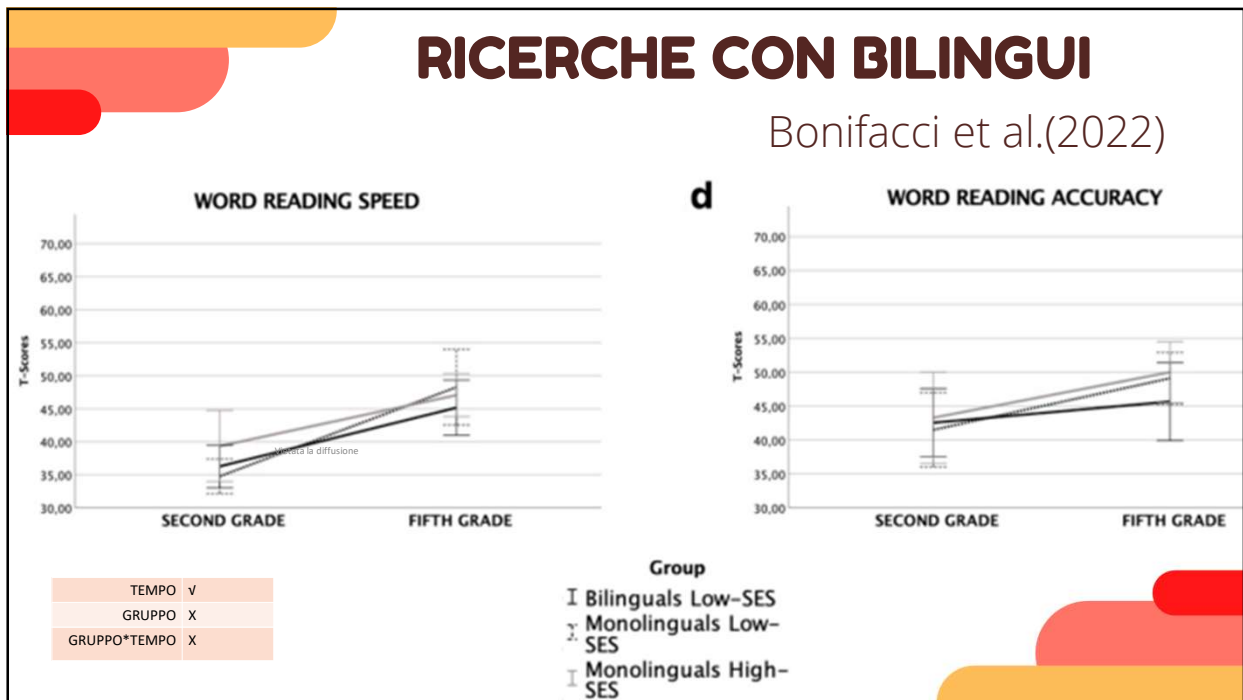 RICERCHE CON BILINGUI
Bonifacci et al.(2022)
WORD READING SPEED
70,00
65,00
60,00
55,00
50,00
45,00
40,00
35,00
30,00
T-Scores
SECOND GRADE
FIFTH GRADE
Vietata la diffusione
d
WORD READING ACCURACY
70,00
65,00
60,00
55,00
50,00
45,00
40,00
35,00
30,00
T-Scores
SECOND GRADE
FIFTH GRADE
TEMPO √
GRUPPO X
GRUPPO*TEMPO X
Group
Bilinguals Low-SES
Monolinguals Low-
SES
Monolinguals High-
SES